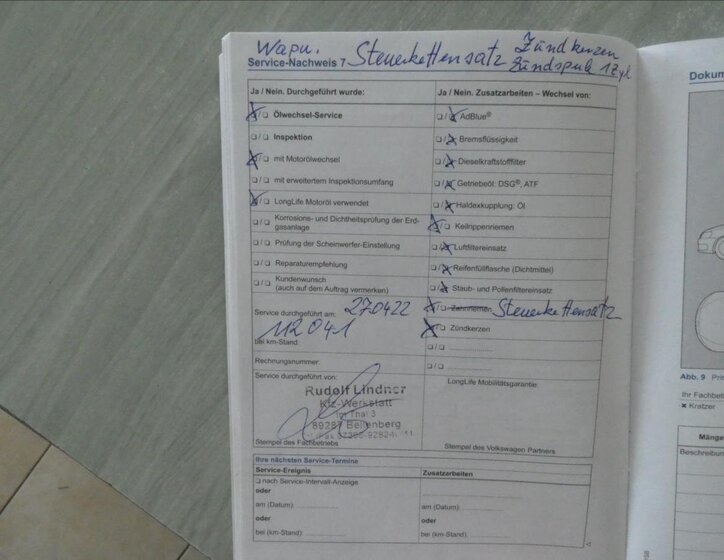 Wapu. Steuerkettensatz Zündkerzen
Zündspule 1Zyl
Service-Nachweis 7
Ja / Nein. Durchgeführt wurde:
Ölwechsel-Service
Inspektion
mit Motorölwechsel
mit erweitertem Inspektionsumfang
LongLife Motoröl verwendet
Korrosions- und Dichtheitsprüfung der Erd-
gasanlage
Prüfung der Scheinwerfer-Einstellung
Reparaturempfehlung
Kundenwunsch
(auch auf dem Auftrag vermerken)
Service durchgeführt am: 270422
112041
bei km-Stand:
Rechnungsnummer:
Service durchgeführt von:
Rudolf Lindner
Kfz-Werkstatt
Im Thal 3
89287 Bellenberg
Stempel des Fachbetriebs
Ja / Nein. Zusatzarbeiten – Wechsel von:
AdBlue®
Bremsflüssigkeit
Dieselkraftstofffilter
Getriebeöl: DSG®, ATF
Haldexkupplung: Öl
Keilrippenriemen
Luftfiltereinsatz
Reifenfüllflasche (Dichtmittel)
Staub- und Pollenfiltereinsatz
Zahnriemen Steuerkettensatz
Zündkerzen
LongLife Mobilitätsgarantie:
Stempel des Volkswagen Partners
Ihre nächsten Service-Termine
Service-Ereignis
nach Service-Intervall-Anzeige
oder
am (Datum):
oder
bei (km-Stand):
Zusatzarbeiten
am (Datum):
oder
bei (km-Stand):
Dokum
Abb. 9 Prin
Ihr Fachbetri
Kratzer
Mänge
Beschreibun